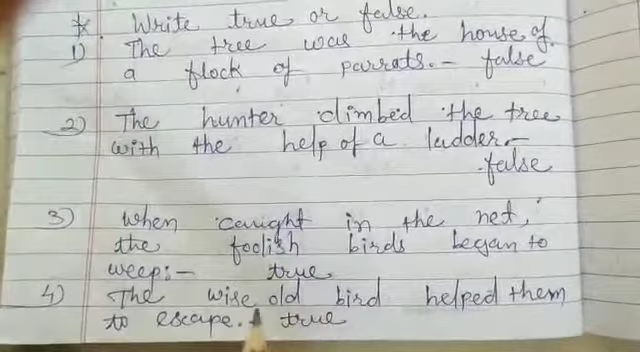 * Write true or false.
1) The tree was the house of
a flock of parrats. - false
2) The hunter climbed the tree
with the help of a ladder. -
false
3) when caught in the net,
the foolish birds began to
weep:- true
4) The wise old bird helped them
to escape. - true